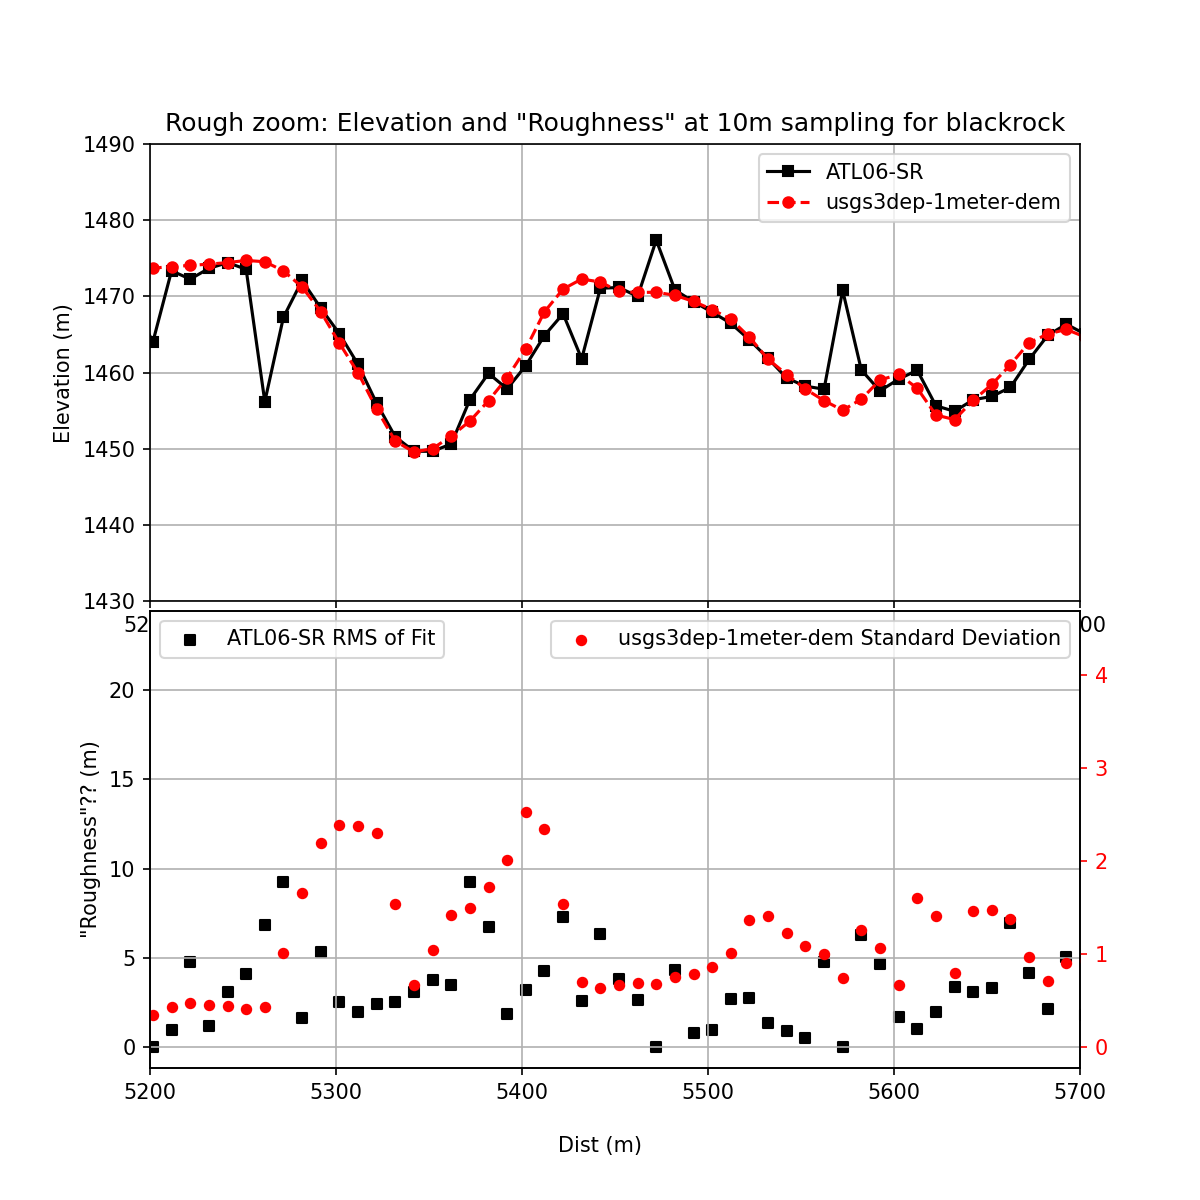 Rough zoom: Elevation and "Roughness" at 10m sampling for blackrock
1490
1480
1470
1460
1450
1440
1430
Elevation (m)
ATL06-SR
usgs3dep-1meter-dem
52
00
ATL06-SR RMS of Fit
usgs3dep-1meter-dem Standard Deviation
20
15
10
5
0
"Roughness"?? (m)
4
3
2
1
0
5200 5300 5400 5500 5600 5700
Dist (m)